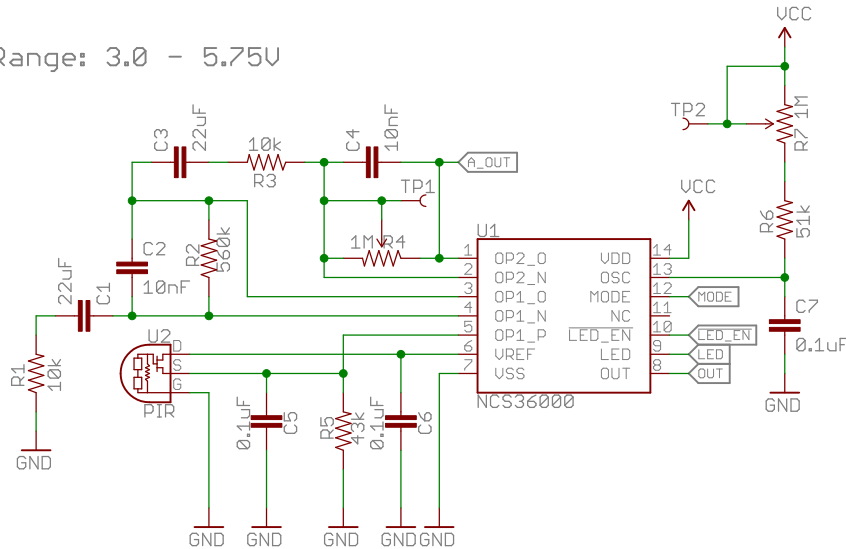 Range: 3.0 - 5.75V
VCC
TP2
R7 1M
C3
22uF
10k
R3
C4
10nF
A_OUT
TP1
VCC
R6
51k
R2
560k
1M R4
U1
C2
10nF
22uF
C1
1 OP2_O VDD 14
2 OP2_N OSC 13
3 OP1_O MODE 12 MODE
4 OP1_N NC 11
5 OP1_P LED_EN 10 LED_EN
6 VREF LED 9 LED
7 VSS OUT 8 OUT
NCS36000
C7
0.1uF
GND
R1
10k
U2
D
S
G
PIR
0.1uF
C5
R5
43k
0.1uF
C6
GND
GND
GND
GND
GND
GND